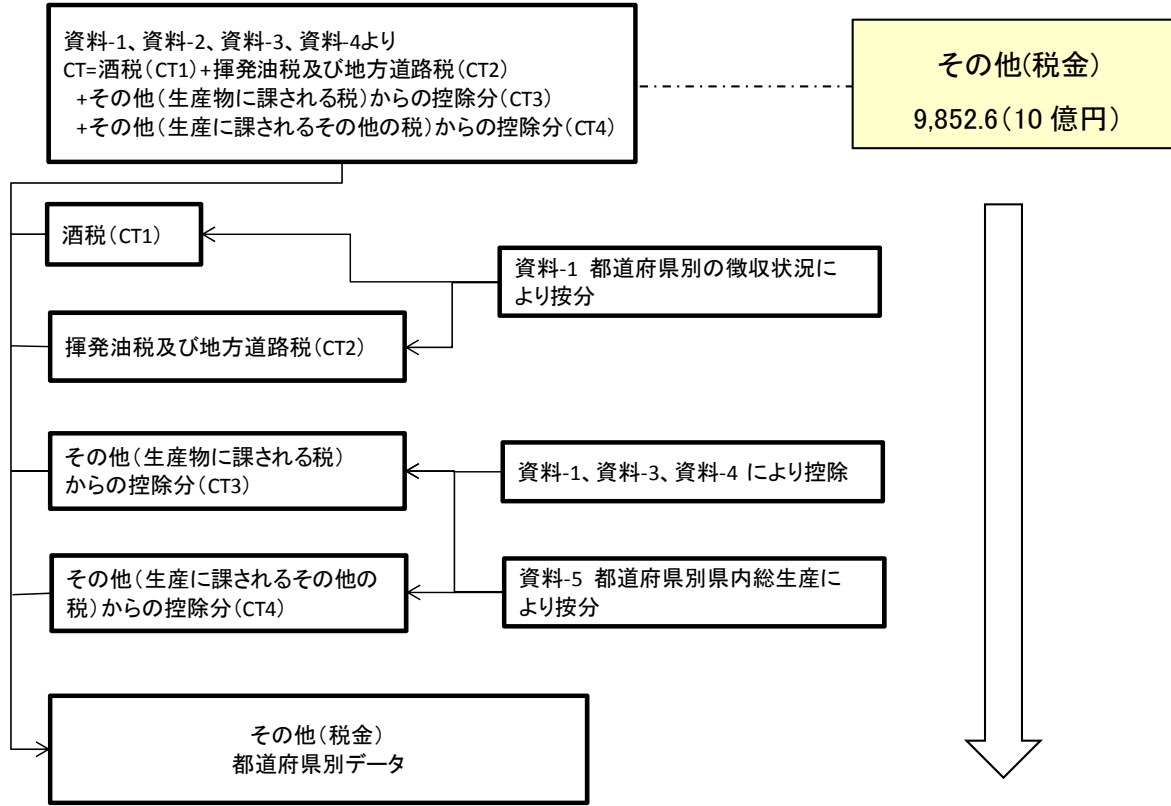 資料-1、資料-2、資料-3、資料-4より
CT=酒税(CT1)+揮発油税及び地方道路税(CT2)
+その他(生産物に課される税)からの控除分(CT3)
+その他(生産に課されるその他の税)からの控除分(CT4)
その他(税金)
9,852.6(10 億円)
酒税(CT1)
資料-1 都道府県別の徴収状況に
より按分
揮発油税及び地方道路税(CT2)
その他(生産物に課される税)
からの控除分(CT3)
資料-1、資料-3、資料-4 により控除
その他(生産に課されるその他の
税)からの控除分(CT4)
資料-5 都道府県別県内総生産に
より按分
その他(税金)
都道府県別データ